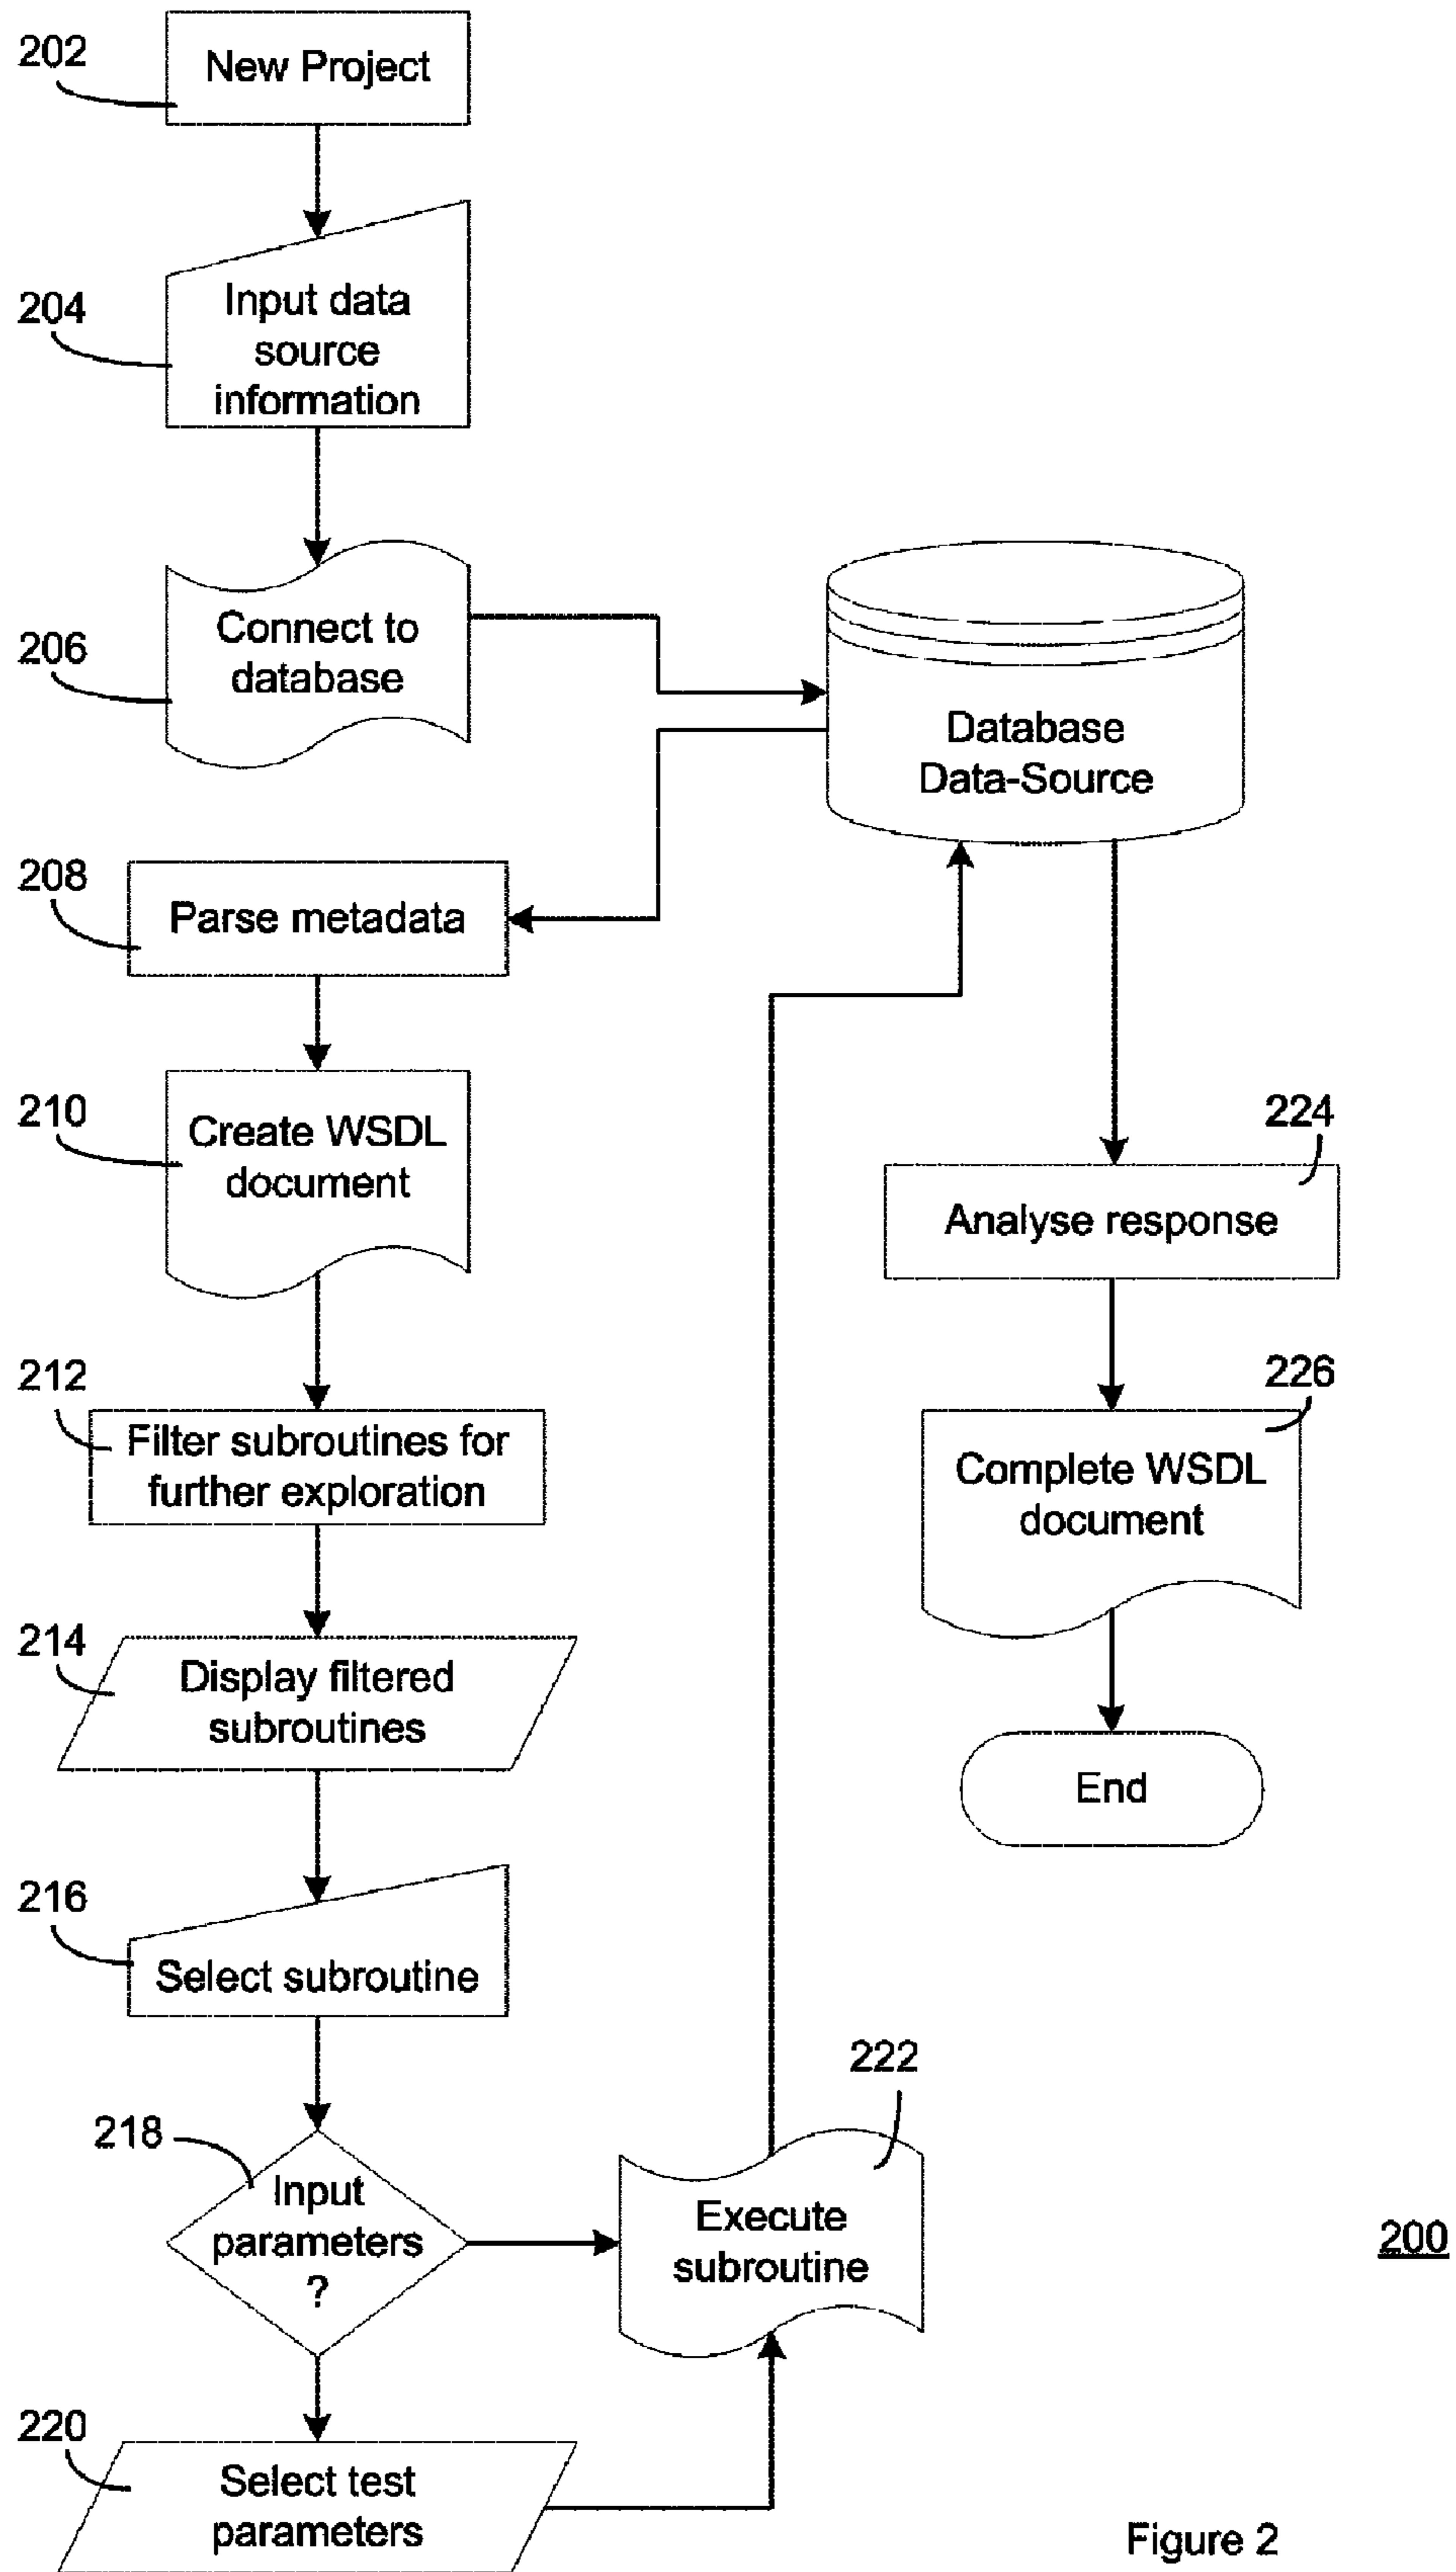 202
New Project
204
Input data
source
information
206
Connect to
database
Database
Data-Source
208
Parse metadata
210
Create WSDL
document
224
Analyse response
212
Filter subroutines for
further exploration
226
Complete WSDL
document
214
Display filtered
subroutines
End
216
Select subroutine
222
218
Input
parameters
?
Execute
subroutine
200
220
Select test
parameters
Figure 2